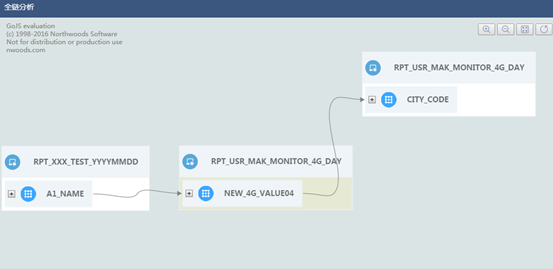 全链分析
GoJS evaluation
(c) 1998-2016 Northwoods Software
Not for distribution or production use
nwoods.com
RPT_USR_MAK_MONITOR_4G_DAY
CITY_CODE
RPT_XXX_TEST_YYYYMMDD
A1_NAME
RPT_USR_MAK_MONITOR_4G_DAY
NEW_4G_VALUE04